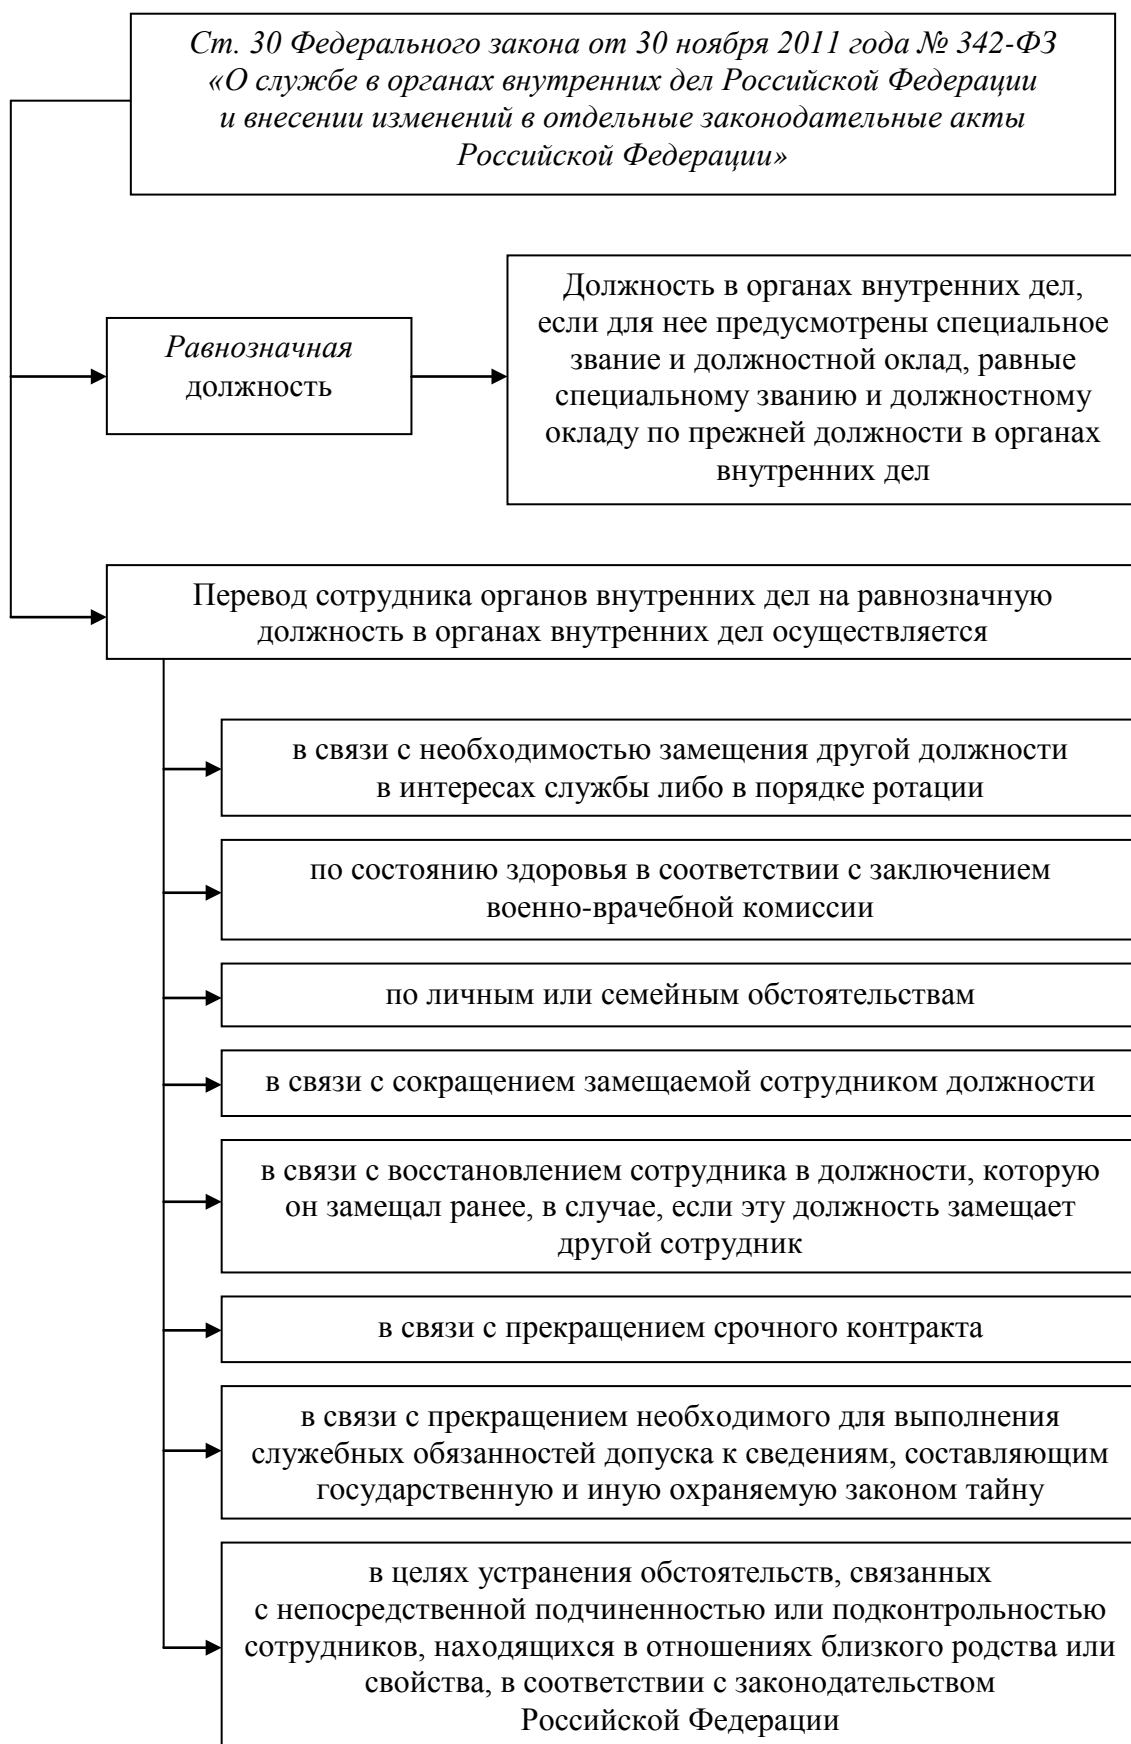 Ст. 30 Федерального закона от 30 ноября 2011 года № 342-ФЗ
«О службе в органах внутренних дел Российской Федерации
и внесении изменений в отдельные законодательные акты
Российской Федерации»
Равнозначная
должность
Должность в органах внутренних дел,
если для нее предусмотрены специальное
звание и должностной оклад, равные
специальному званию и должностному
окладу по прежней должности в органах
внутренних дел
Перевод сотрудника органов внутренних дел на равнозначную
должность в органах внутренних дел осуществляется
в связи с необходимостью замещения другой должности
в интересах службы либо в порядке ротации
по состоянию здоровья в соответствии с заключением
военно-врачебной комиссии
по личным или семейным обстоятельствам
в связи с сокращением замещаемой сотрудником должности
в связи с восстановлением сотрудника в должности, которую
он замещал ранее, в случае, если эту должность замещает
другой сотрудник
в связи с прекращением срочного контракта
в связи с прекращением необходимого для выполнения
служебных обязанностей допуска к сведениям, составляющим
государственную и иную охраняемую законом тайну
в целях устранения обстоятельств, связанных
с непосредственной подчиненностью или подконтрольностью
сотрудников, находящихся в отношениях близкого родства или
свойства, в соответствии с законодательством
Российской Федерации